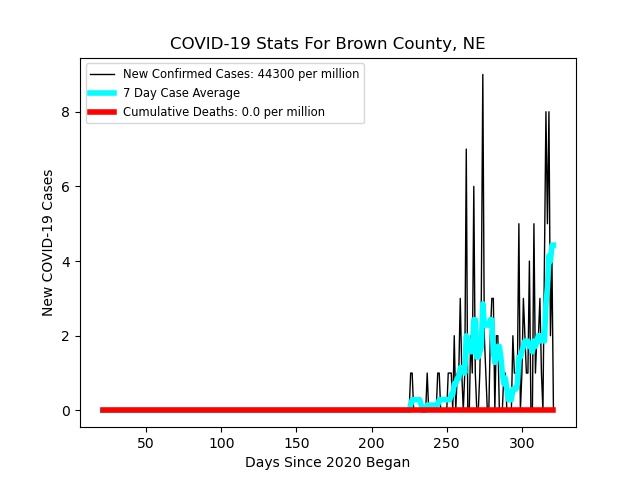 COVID-19 Stats For Brown County, NE
New Confirmed Cases: 44300 per million
7 Day Case Average
Cumulative Deaths: 0.0 per million
New COVID-19 Cases
8
6
4
2
0
50 100 150 200 250 300
Days Since 2020 Began